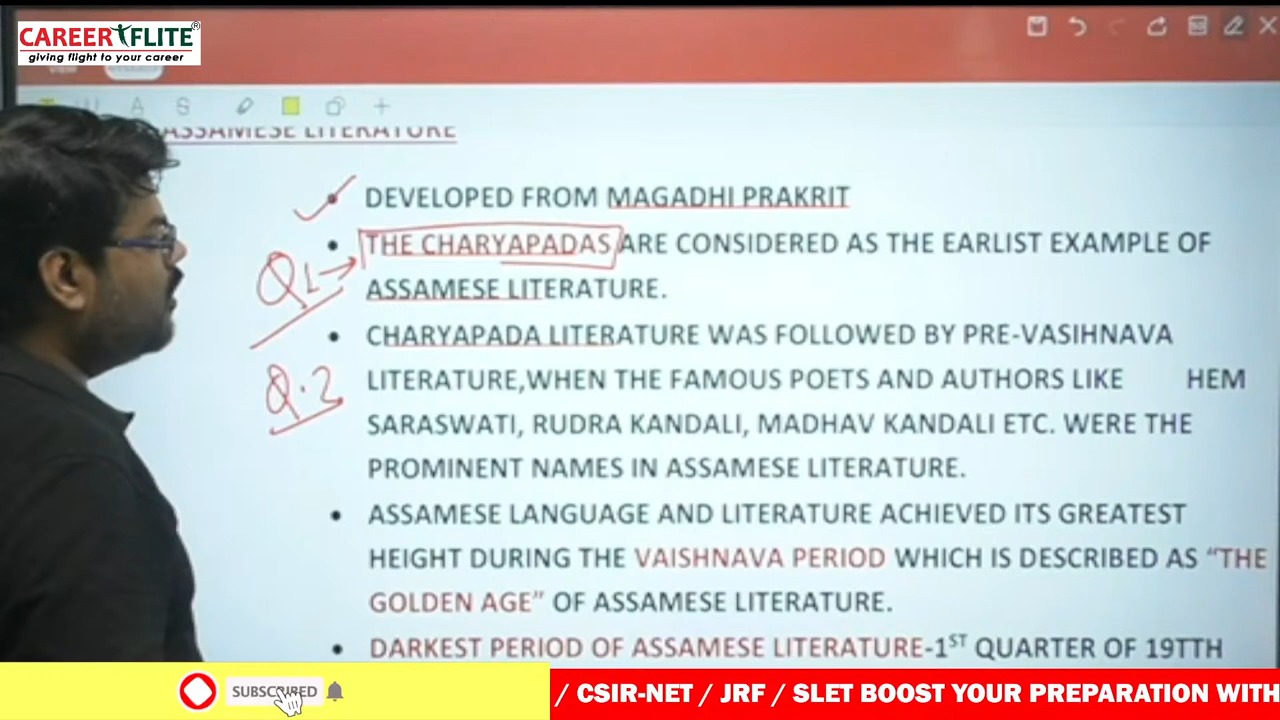 CAREER FLITE®
giving flight to your career
A S
ASSAMESE LITERATURE
• DEVELOPED FROM MAGADHI PRAKRIT
• THE CHARYAPADAS ARE CONSIDERED AS THE EARLIST EXAMPLE OF
Q1
ASSAMESE LITERATURE.
• CHARYAPADA LITERATURE WAS FOLLOWED BY PRE-VASIHNAVA
Q.2
LITERATURE,WHEN THE FAMOUS POETS AND AUTHORS LIKE HEM
SARASWATI, RUDRA KANDALI, MADHAV KANDALI ETC. WERE THE
PROMINENT NAMES IN ASSAMESE LITERATURE.
• ASSAMESE LANGUAGE AND LITERATURE ACHIEVED ITS GREATEST
HEIGHT DURING THE VAISHNAVA PERIOD WHICH IS DESCRIBED AS “THE
GOLDEN AGE” OF ASSAMESE LITERATURE.
• DARKEST PERIOD OF ASSAMESE LITERATURE-1ST QUARTER OF 19TTH
SUBSCRIBED
/ CSIR-NET / JRF / SLET BOOST YOUR PREPARATION WITH